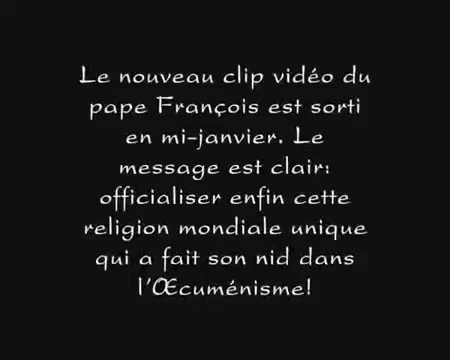 Le nouveau clip vidéo du
pape François est sorti
en mi-janvier. Le
message est clair:
officialiser enfin cette
religion mondiale unique
qui a fait son nid dans
l'Œcuménisme!